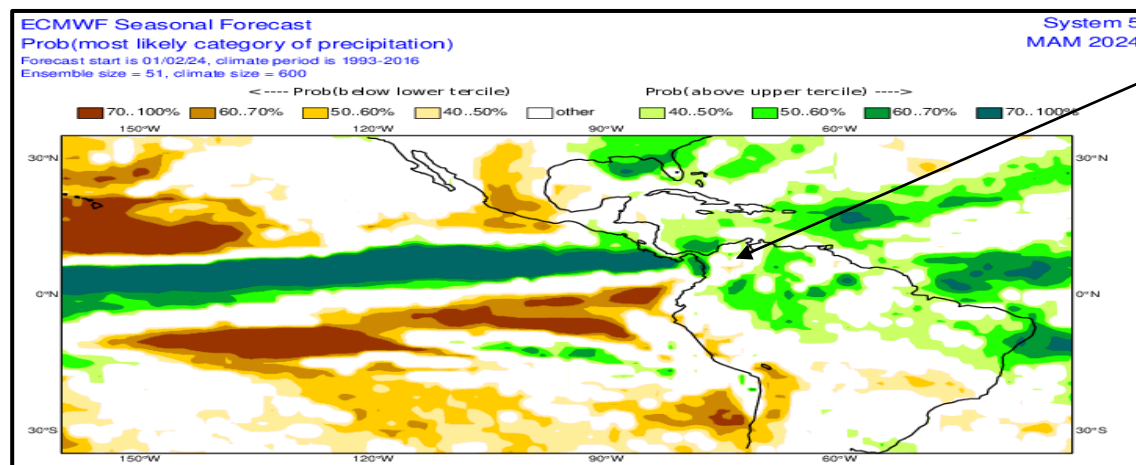 ECMWF Seasonal Forecast
System 5
Prob(most likely category of precipitation)
MAM 2024
Forecast start is 01/02/24, climate period is 1993-2016
Ensemble size = 51, climate size = 600
<---- Prob(below lower tercile)
Prob(above upper tercile) ---->
70..100%
60..70%
50..60%
40..50%
other
40..50%
50..60%
60..70%
70..100%
150°W
120°W
90°W
60°W
30°N
30°N
0°N
0°N
30°S
30°S
150°W
120°W
90°W
60°W